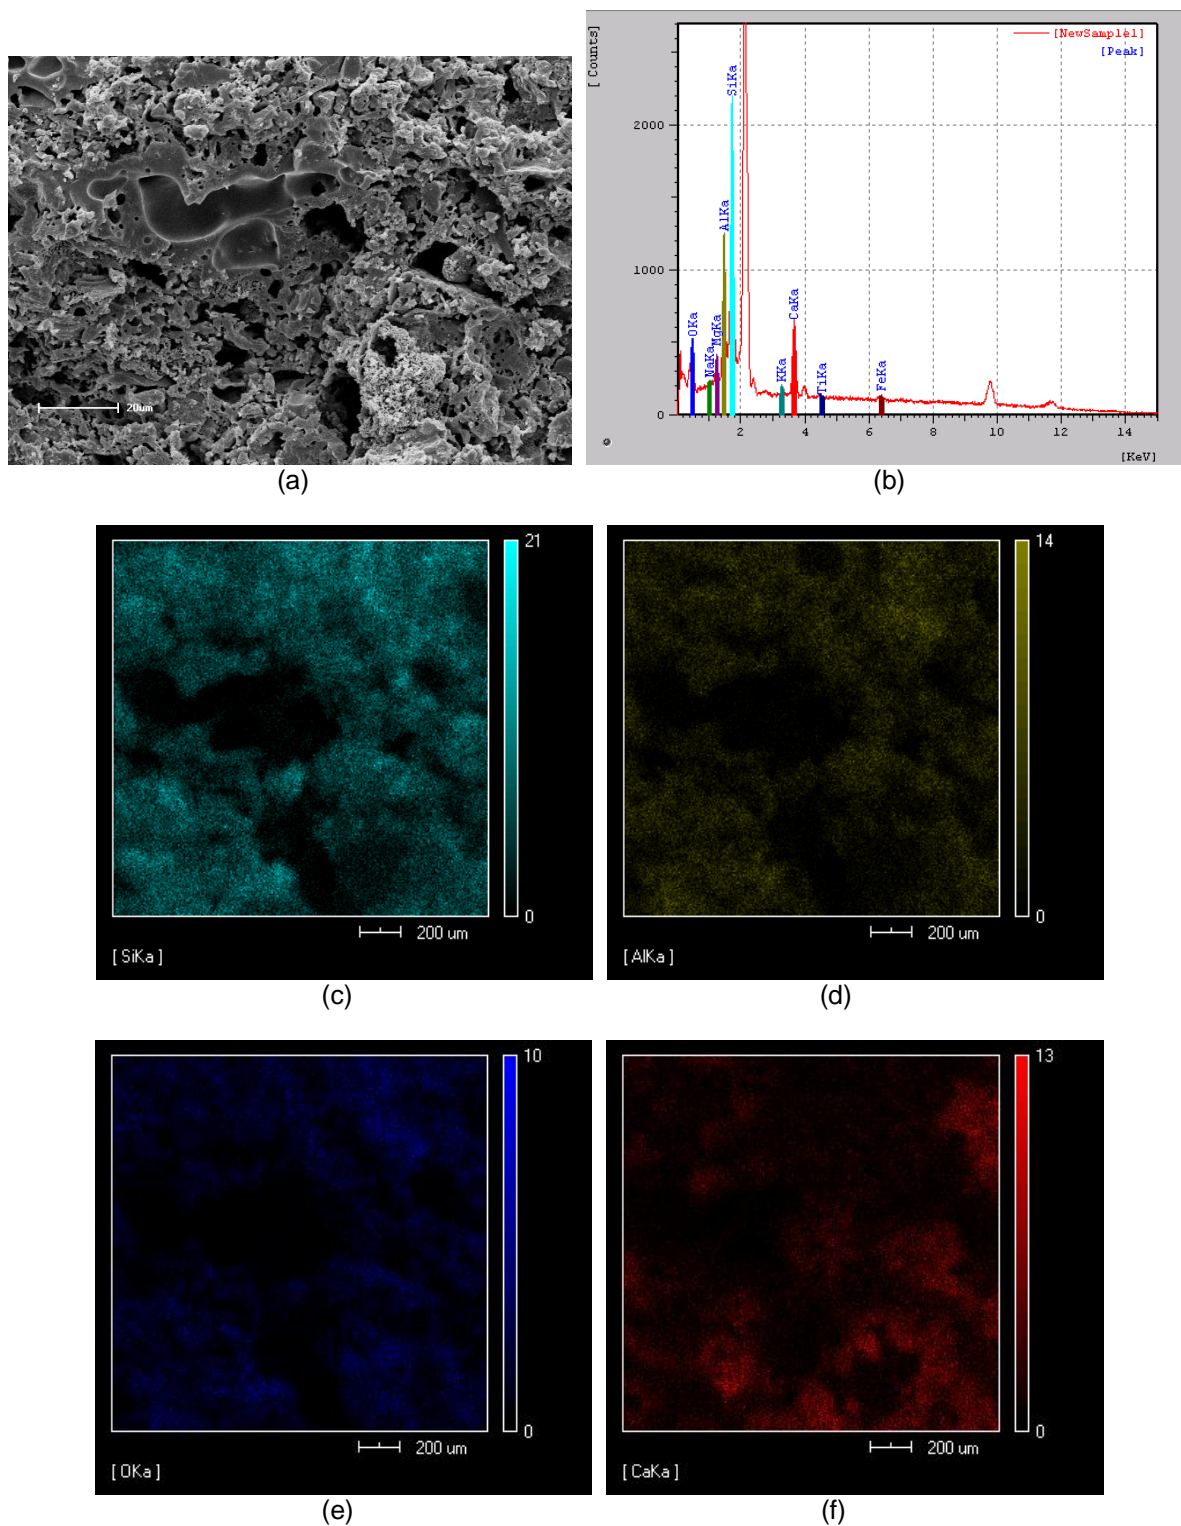 20um
(a)
[ Counts]
[NewSample1]
[Peak]
SiKa
2000
AlKa
1000
OKa
NaKa
MgKa
CaKa
KKa
TiKa
FeKa
0
2 4 6 8 10 12 14
[KeV]
(b)
21
0
200 um
[ SiKa ]
(c)
14
0
200 um
[ AlKa ]
(d)
10
0
200 um
[ OKa ]
(e)
13
0
200 um
[ CaKa ]
(f)